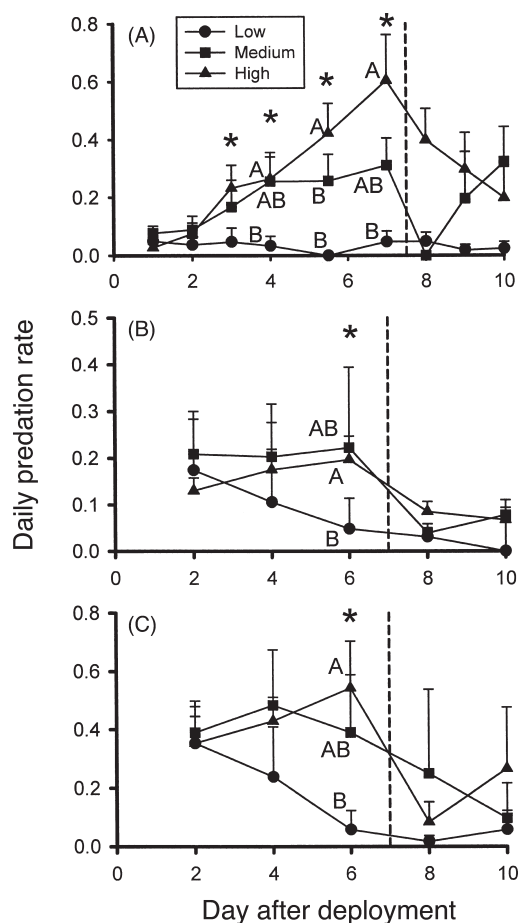 (A)
Low
Medium
High
0.8
0.6
0.4
0.2
0.0
*
*
*
*
A
A
A
AB
B
AB
B
B
B
0
2
4
6
8
10
(B)
0.5
0.4
0.3
0.2
0.1
0.0
*
AB
A
B
0
2
4
6
8
10
Daily predation rate
(C)
0.8
0.6
0.4
0.2
0.0
*
A
AB
B
0
2
4
6
8
10
Day after deployment